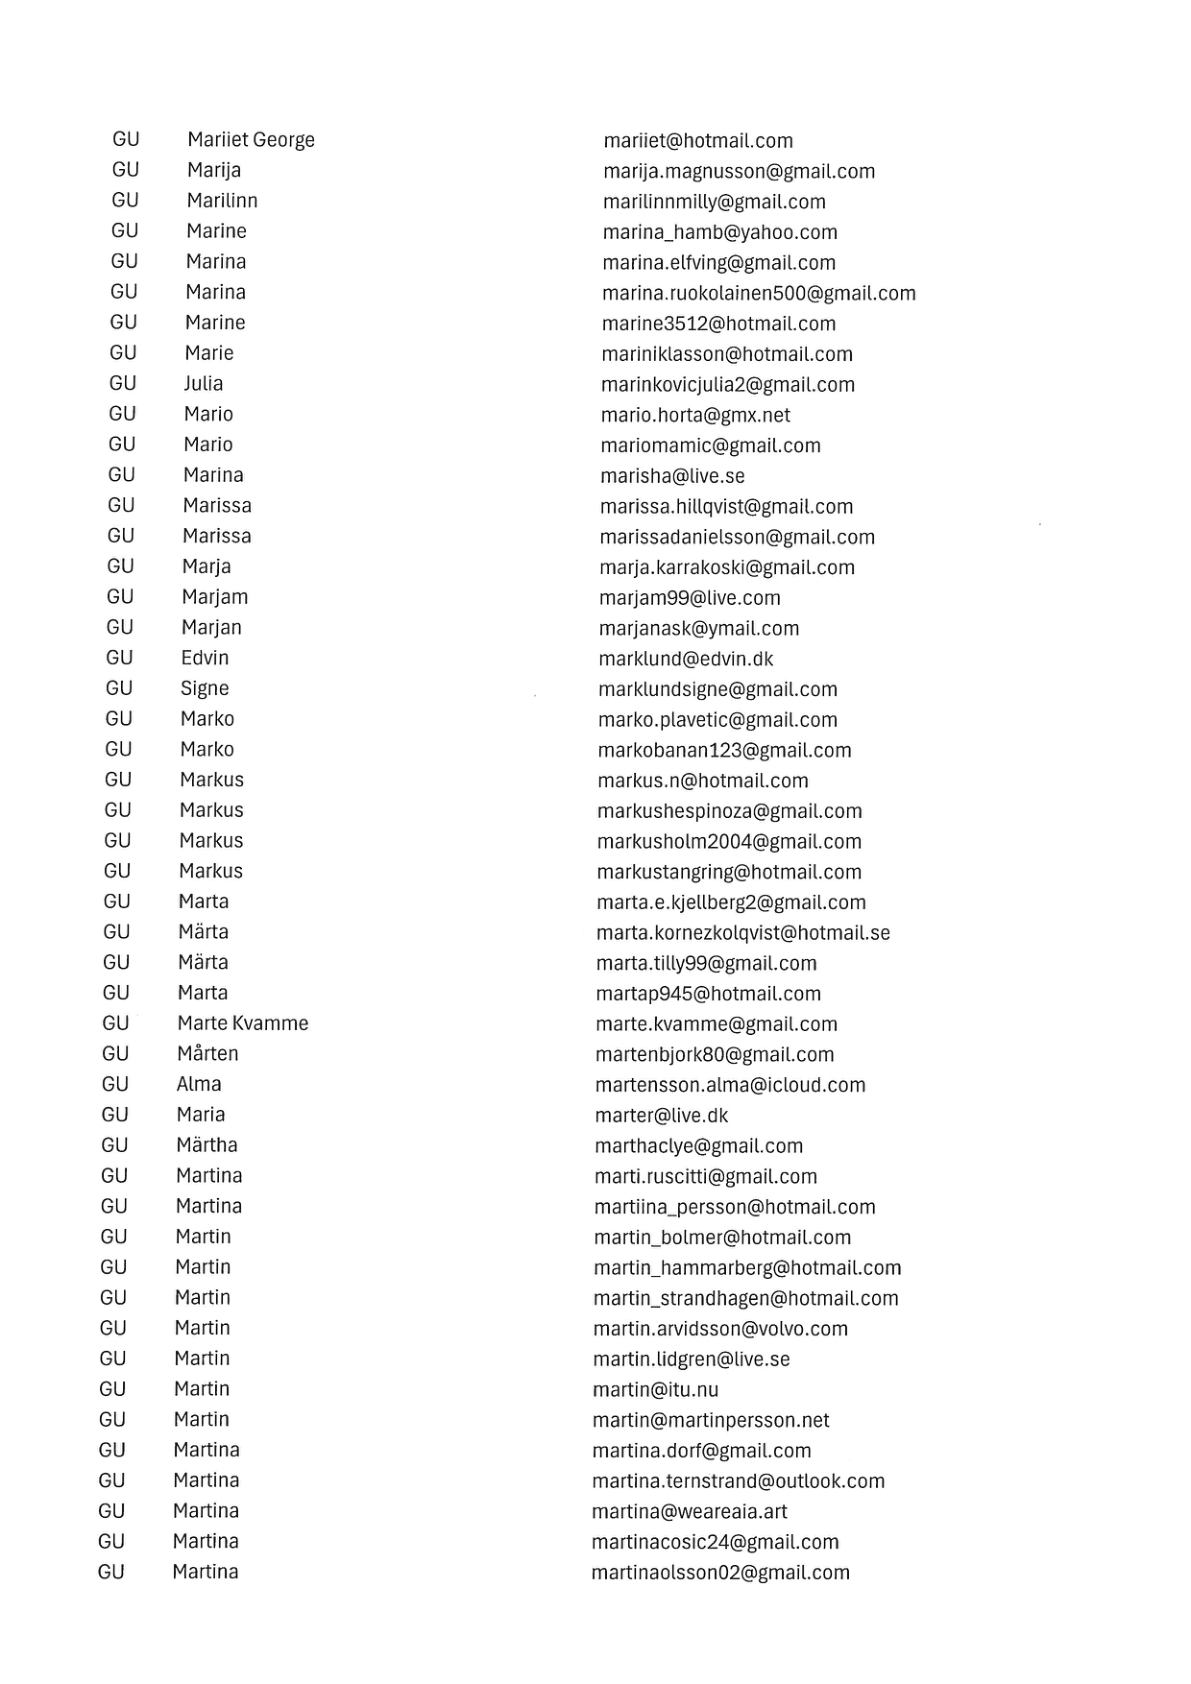 GU Mariiet George mariiet@hotmail.com
GU Marija marija.magnusson@gmail.com
GU Marilinn marilinnmilly@gmail.com
GU Marine marina_hamb@yahoo.com
GU Marina marina.elfving@gmail.com
GU Marina marina.ruokolainen500@gmail.com
GU Marine marine3512@hotmail.com
GU Marie mariniklasson@hotmail.com
GU Julia marinkovicjulia2@gmail.com
GU Mario mario.horta@gmx.net
GU Mario mariomamic@gmail.com
GU Marina marisha@live.se
GU Marissa marissa.hillqvist@gmail.com
GU Marissa marissadanielsson@gmail.com
GU Marja marja.karrakoski@gmail.com
GU Marjam marjam99@live.com
GU Marjan marjanask@ymail.com
GU Edvin marklund@edvin.dk
GU Signe marklundsigne@gmail.com
GU Marko marko.plavetic@gmail.com
GU Marko markobanan123@gmail.com
GU Markus markus.n@hotmail.com
GU Markus markushespinoza@gmail.com
GU Markus markusholm2004@gmail.com
GU Markus markustangring@hotmail.com
GU Marta marta.e.kjellberg2@gmail.com
GU Märta marta.kornezkolqvist@hotmail.se
GU Märta marta.tilly99@gmail.com
GU Marta martap945@hotmail.com
GU Marte Kvamme marte.kvamme@gmail.com
GU Mårten martenbjork80@gmail.com
GU Alma martensson.alma@icloud.com
GU Maria marter@live.dk
GU Märtha marthaclye@gmail.com
GU Martina marti.ruscitti@gmail.com
GU Martina martiina_persson@hotmail.com
GU Martin martin_bolmer@hotmail.com
GU Martin martin_hammarberg@hotmail.com
GU Martin martin_strandhagen@hotmail.com
GU Martin martin.arvidsson@volvo.com
GU Martin martin.lidgren@live.se
GU Martin martin@itu.nu
GU Martin martin@martinpersson.net
GU Martina martina.dorf@gmail.com
GU Martina martina.ternstrand@outlook.com
GU Martina martina@weareaia.art
GU Martina martinacosic24@gmail.com
GU Martina martinaolsson02@gmail.com